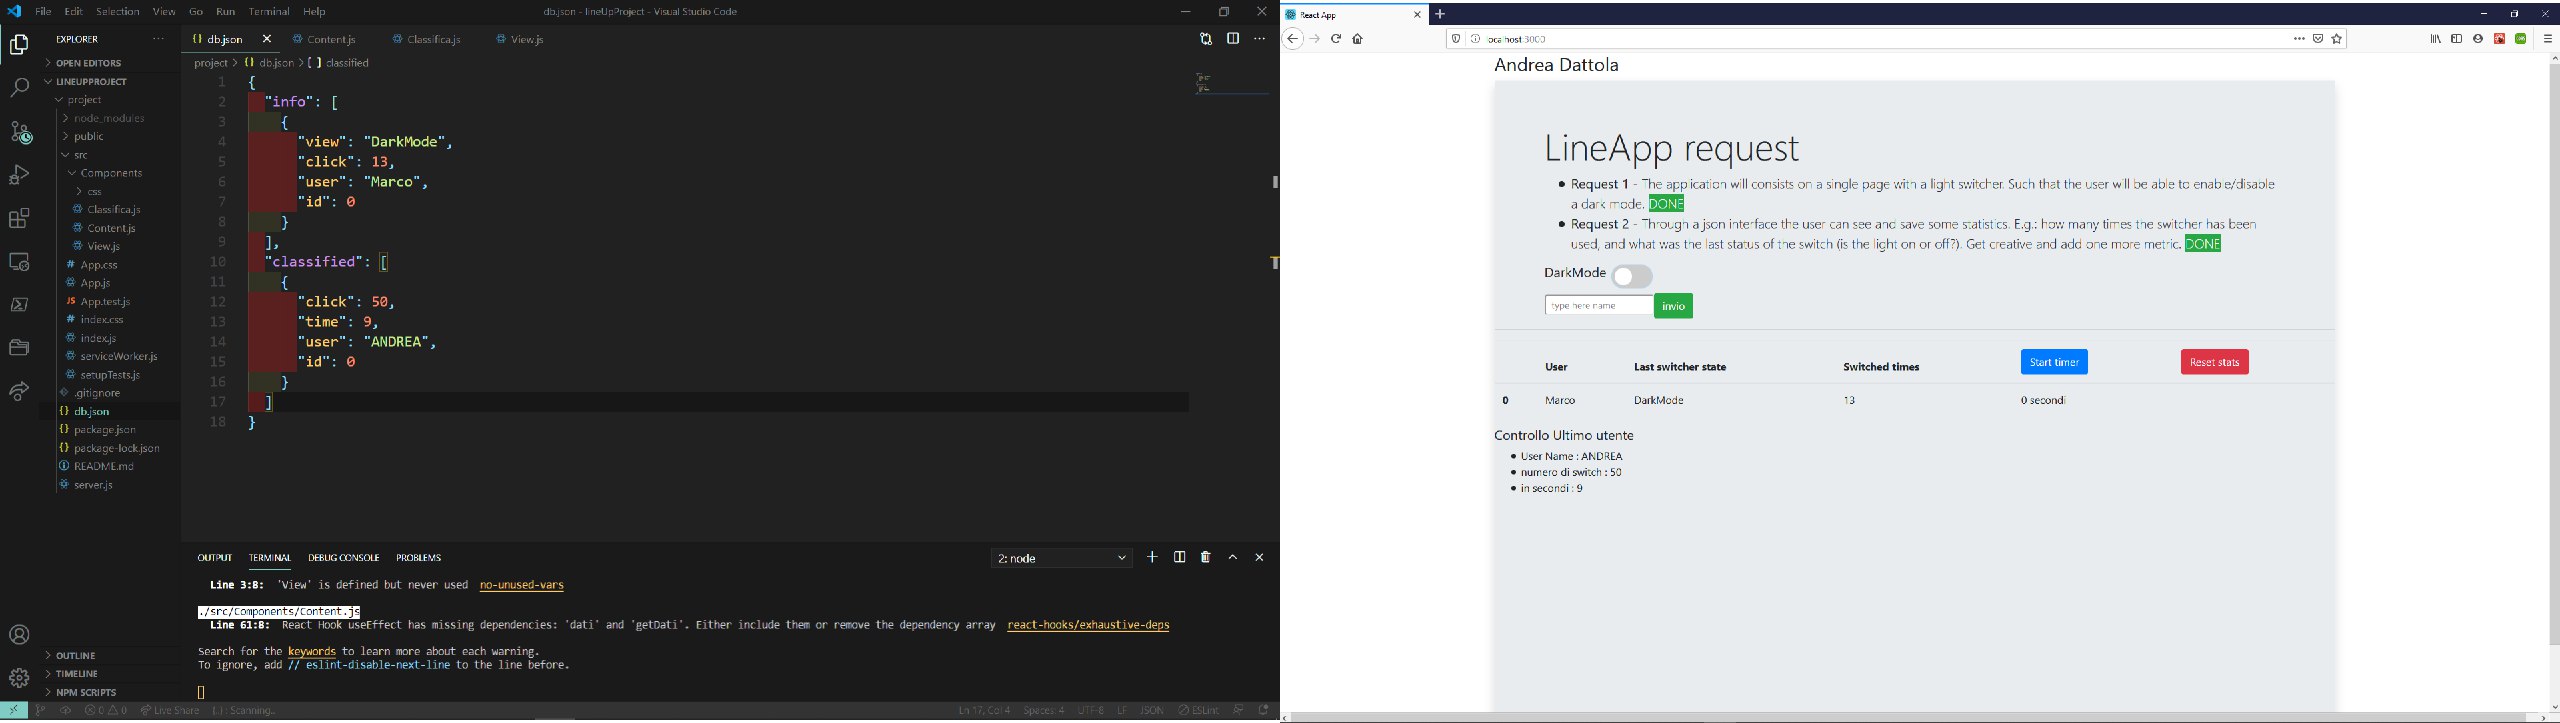 File Edit Selection View Go Run Terminal Help
db.json - lineUpProject - Visual Studio Code
EXPLORER
OPEN EDITORS
LINEUPPROJECT
project
node_modules
public
src
Components
css
Classifica.js
Content.js
View.js
App.css
App.js
App.test.js
index.css
index.js
serviceWorker.js
setupTests.js
.gitignore
db.json
package.json
package-lock.json
README.md
server.js
OUTLINE
TIMELINE
NPM SCRIPTS
db.json Content.js Classifica.js View.js
project > {} db.json > [ ] classified
1 {
2 "info": [
3 {
4 "view": "DarkMode",
5 "click": 13,
6 "user": "Marco",
7 "id": 0
8 }
9 ],
10 "classified": [
11 {
12 "click": 50,
13 "time": 9,
14 "user": "ANDREA",
15 "id": 0
16 }
17 ]
18 }
OUTPUT TERMINAL DEBUG CONSOLE PROBLEMS
2: node
Line 3:8: 'View' is defined but never used no-unused-vars
./src/Components/Content.js
Line 61:8: React Hook useEffect has missing dependencies: 'dati' and 'getDati'. Either include them or remove the dependency array react-hooks/exhaustive-deps
Search for the keywords to learn more about each warning.
To ignore, add // eslint-disable-next-line to the line before.
0 0 Live Share {..} : Scanning..
Ln 17, Col 4 Spaces: 4 UTF-8 LF JSON ESLint
React App
localhost:3000
Andrea Dattola
LineApp request
Request 1 - The application will consists on a single page with a light switcher. Such that the user will be able to enable/disable
a dark mode. DONE
Request 2 - Through a json interface the user can see and save some statistics. E.g.: how many times the switcher has been
used, and what was the last status of the switch (is the light on or off?). Get creative and add one more metric. DONE
DarkMode
type here name invio
User Last switcher state Switched times Start timer Reset stats
0 Marco DarkMode 13 0 secondi
Controllo Ultimo utente
User Name : ANDREA
numero di switch : 50
in secondi : 9